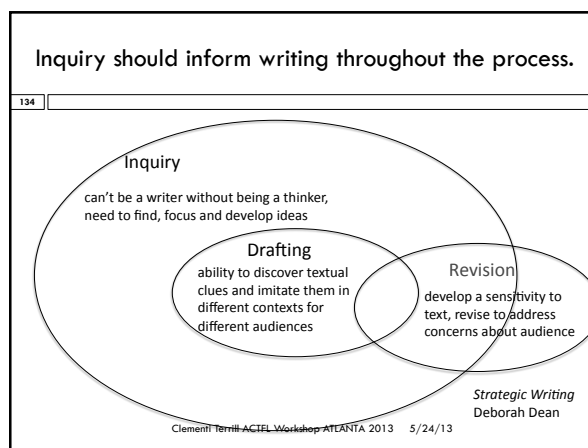 Inquiry should inform writing throughout the process.
134
Inquiry
can't be a writer without being a thinker,
need to find, focus and develop ideas
Drafting
ability to discover textual
clues and imitate them in
different contexts for
different audiences
Revision
develop a sensitivity to
text, revise to address
concerns about audience
Strategic Writing
Deborah Dean
Clementi Terrill ACTFL Workshop ATLANTA 2013 5/24/13